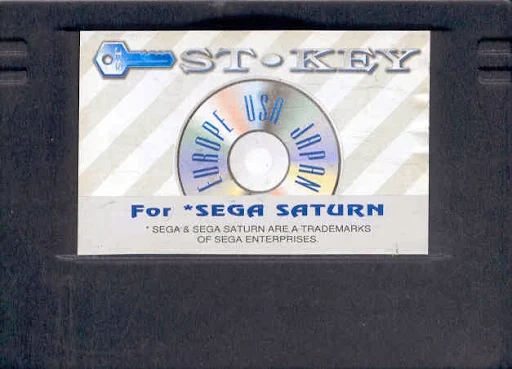 ST·KEY
EUROPE USA JAPAN
For *SEGA SATURN
* SEGA & SEGA SATURN ARE A TRADEMARKS
OF SEGA ENTERPRISES.